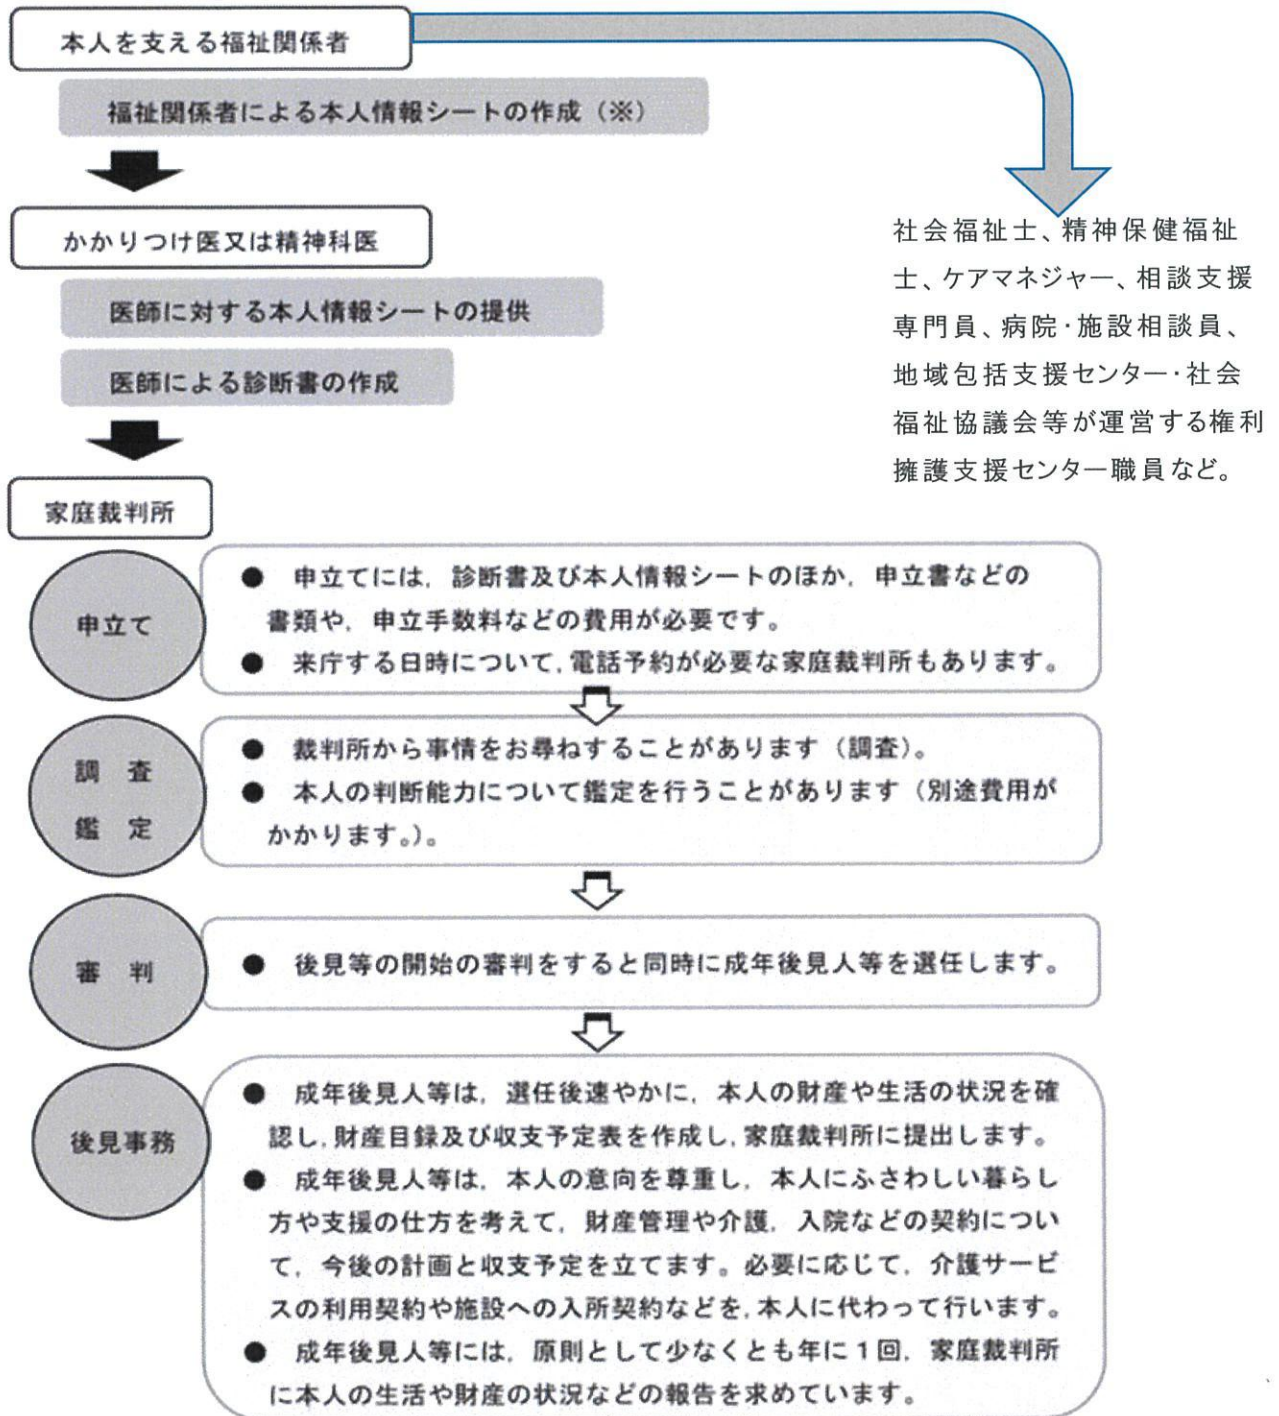 本人を支える福祉関係者
福祉関係者による本人情報シートの作成（※）
かかりつけ医又は精神科医
医師に対する本人情報シートの提供
医師による診断書の作成
社会福祉士、精神保健福祉
士、ケアマネジャー、相談支援
専門員、病院・施設相談員、
地域包括支援センター・社会
福祉協議会等が運営する権利
擁護支援センター職員など。
家庭裁判所
申立て
●　申立てには，診断書及び本人情報シートのほか，申立書などの
書類や，申立手数料などの費用が必要です。
●　来庁する日時について，電話予約が必要な家庭裁判所もあります。
調　査
鑑　定
●　裁判所から事情をお尋ねすることがあります（調査）。
●　本人の判断能力について鑑定を行うことがあります（別途費用が
かかります。）。
審　判
●　後見等の開始の審判をすると同時に成年後見人等を選任します。
後見事務
●　成年後見人等は，選任後速やかに，本人の財産や生活の状況を確
認し，財産目録及び収支予定表を作成し，家庭裁判所に提出します。
●　成年後見人等は，本人の意向を尊重し，本人にふさわしい暮らし
方や支援の仕方を考えて，財産管理や介護，入院などの契約につい
て，今後の計画と収支予定を立てます。必要に応じて，介護サービ
スの利用契約や施設への入所契約などを，本人に代わって行います。
●　成年後見人等には，原則として少なくとも年に１回，家庭裁判所
に本人の生活や財産の状況などの報告を求めています。